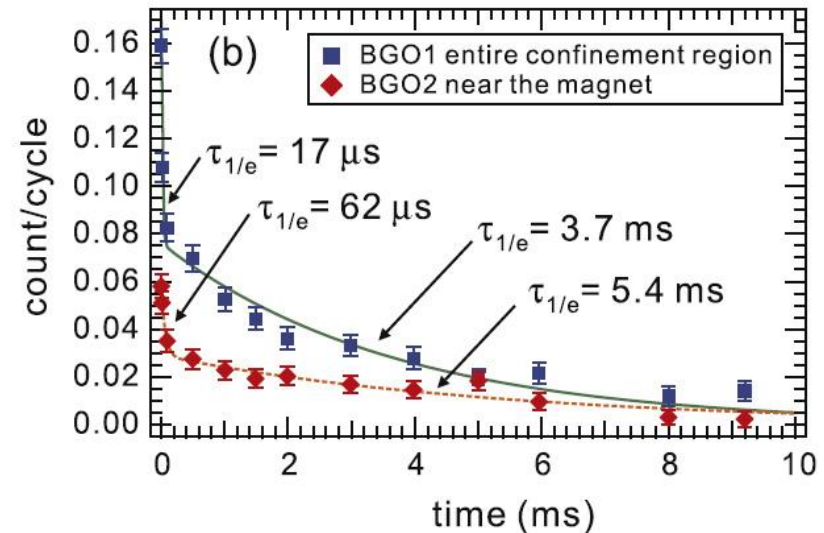 (b)
BGO1 entire confinement region
BGO2 near the magnet
τ1/e= 17 μs
τ1/e= 62 μs
τ1/e= 3.7 ms
τ1/e= 5.4 ms
count/cycle
0.16
0.14
0.12
0.10
0.08
0.06
0.04
0.02
0.00
0 2 4 6 8 10
time (ms)